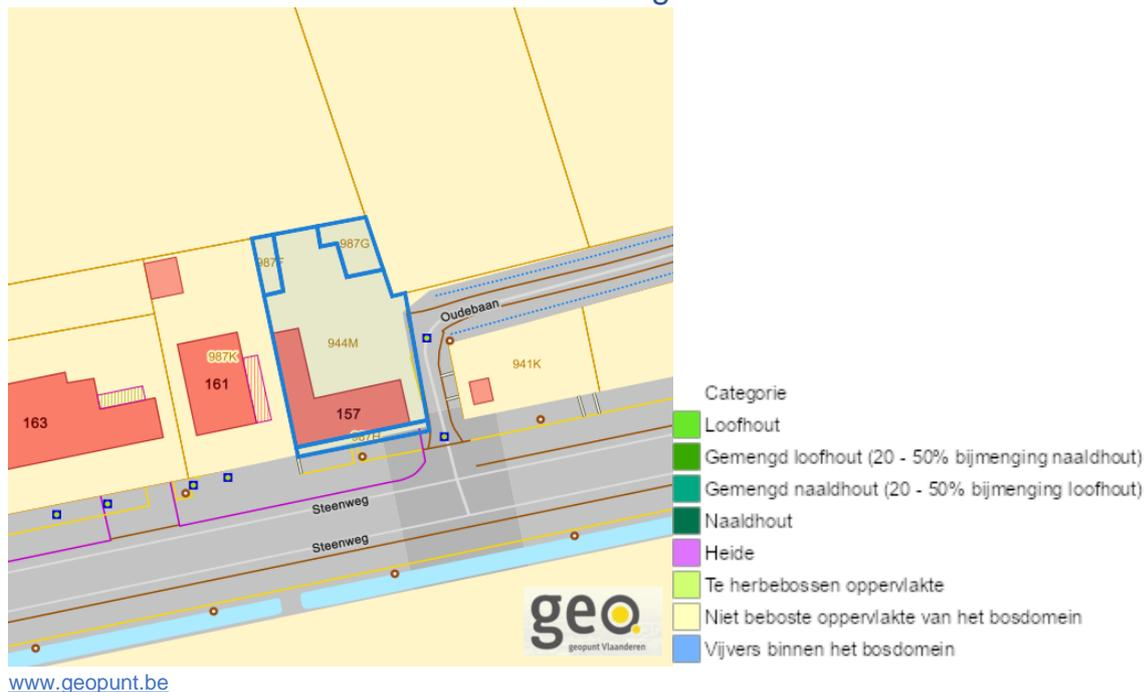 987G
987F
Oudebaan
944M
987K
161
941K
157
163
987H
Steenweg
Steenweg
geo.
geopunt Vlaanderen
Categorie
Loofhout
Gemengd loofhout (20 - 50% bijmenging naaldhout)
Gemengd naaldhout (20 - 50% bijmenging loofhout)
Naaldhout
Heide
Te herbebossen oppervlakte
Niet beboste oppervlakte van het bosdomein
Vijvers binnen het bosdomein
www.geopunt.be